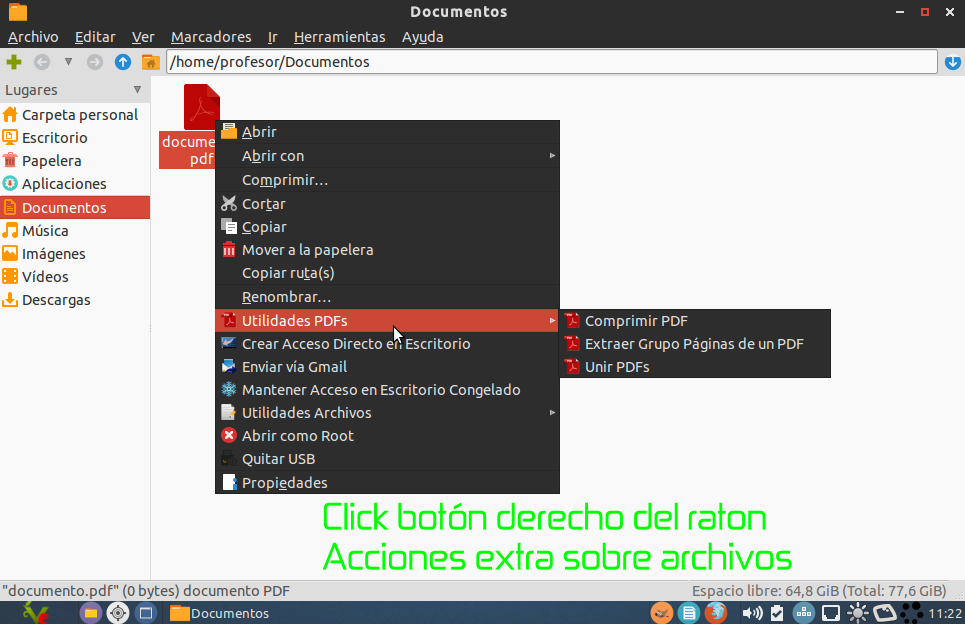 Documentos
Archivo Editar Ver Marcadores Ir Herramientas Ayuda
/home/profesor/Documentos
Lugares
Carpeta personal
Escritorio
Papelera
Aplicaciones
Documentos
Música
Imágenes
Vídeos
Descargas
docume
pdf
Abrir
Abrir con
Comprimir...
Cortar
Copiar
Mover a la papelera
Copiar ruta(s)
Renombrar...
Utilidades PDFs
Crear Acceso Directo en Escritorio
Enviar vía Gmail
Mantener Acceso en Escritorio Congelado
Utilidades Archivos
Abrir como Root
Quitar USB
Propiedades
Comprimir PDF
Extraer Grupo Páginas de un PDF
Unir PDFs
Click botón derecho del raton
Acciones extra sobre archivos
"documento.pdf" (0 bytes) documento PDF
Espacio libre: 64,8 GiB (Total: 77,6 GiB)
Documentos
11:22